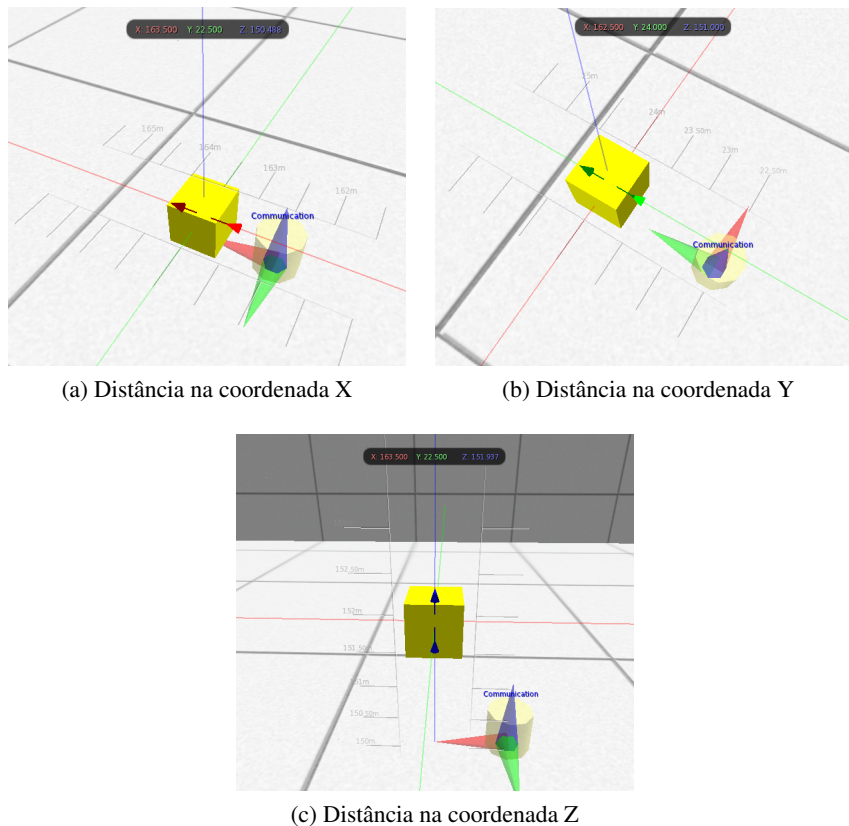 X: 163.500 Y: 22.500 Z: 150.488
165m
164m
163m
162m
Communication
X: 162.500 Y: 24.000 Z: 151.000
25m
24m
23.50m
23m
22.50m
Communication
(a) Distância na coordenada X
(b) Distância na coordenada Y
X: 163.500 Y: 22.500 Z: 151.937
152.50m
152m
151.50m
151m
150.50m
150m
Communication
(c) Distância na coordenada Z